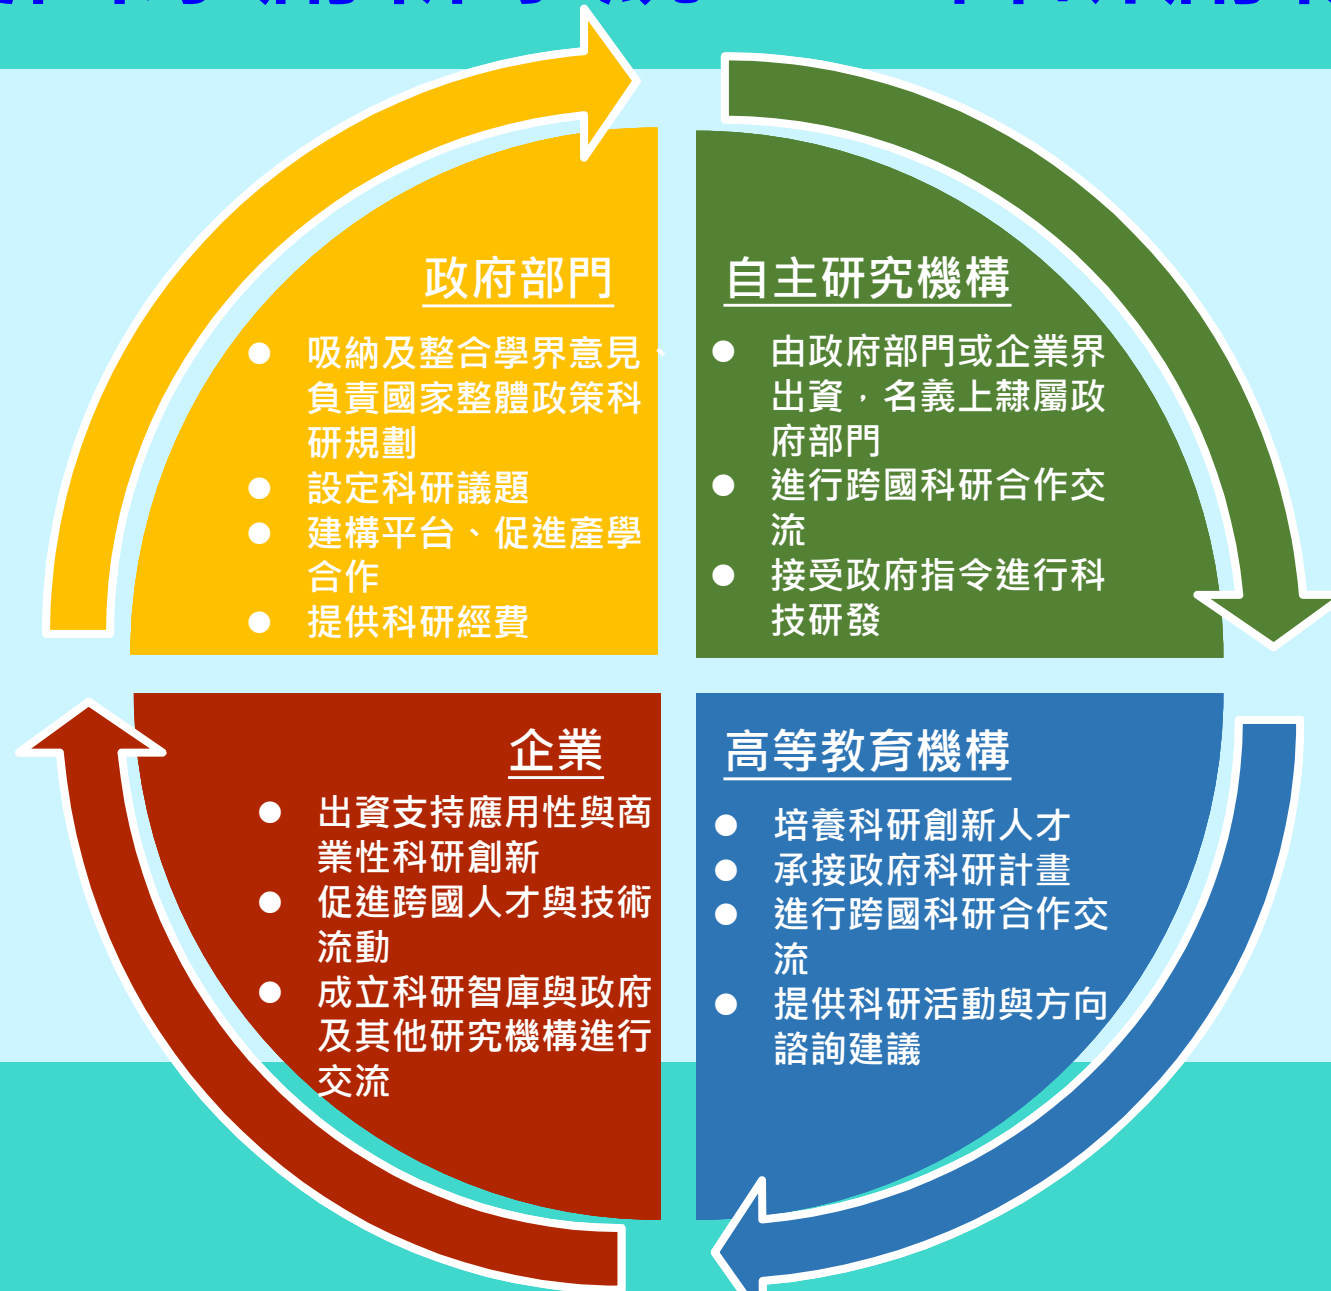 政府部門
● 吸納及整合學界意見、
負責國家整體政策科
研規劃
● 設定科研議題
● 建構平台、促進產學
合作
● 提供科研經費
自主研究機構
● 由政府部門或企業界
出資，名義上隸屬政
府部門
● 進行跨國科研合作交
流
● 接受政府指令進行科
技研發
企業
● 出資支持應用性與商
業性科研創新
● 促進跨國人才與技術
流動
● 成立科研智庫與政府
及其他研究機構進行
交流
高等教育機構
● 培養科研創新人才
● 承接政府科研計畫
● 進行跨國科研合作交
流
● 提供科研活動與方向
諮詢建議